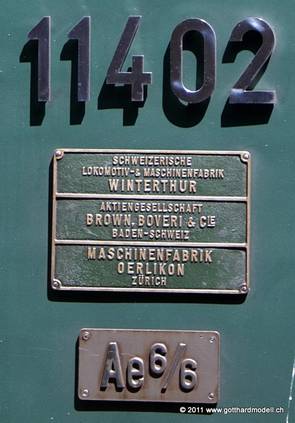 11402
SCHWEIZERISCHE
LOKOMOTIV-& MASCHINENFABRIK
WINTERTHUR
AKTIENGESELLSCHAFT
BROWN, BOVERI & CIE
BADEN-SCHWEIZ
MASCHINENFABRIK
OERLIKON
ZÜRICH
Ae6/6
© 2011 www.gotthardmodell.ch